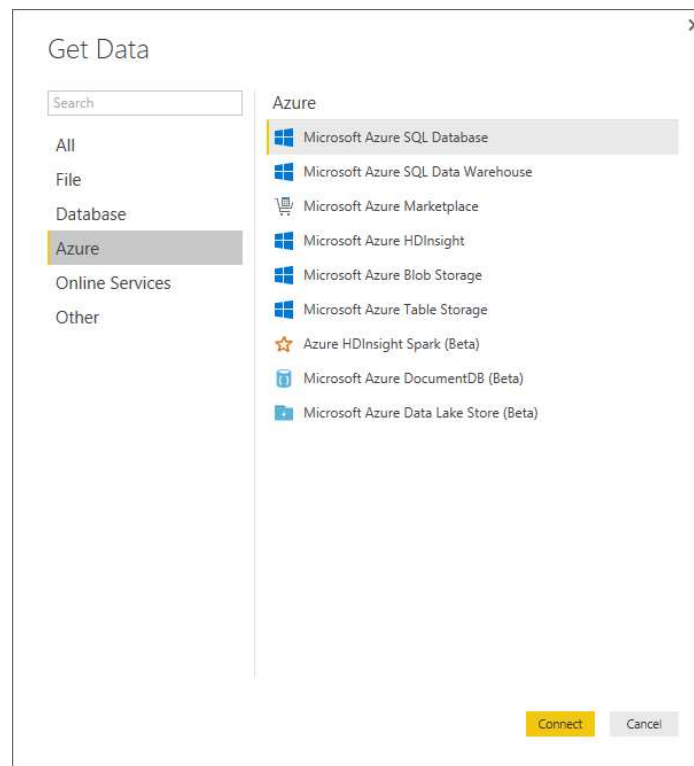 Get Data
Search
All
File
Database
Azure
Online Services
Other
Azure
Microsoft Azure SQL Database
Microsoft Azure SQL Data Warehouse
Microsoft Azure Marketplace
Microsoft Azure HDInsight
Microsoft Azure Blob Storage
Microsoft Azure Table Storage
Azure HDInsight Spark (Beta)
Microsoft Azure DocumentDB (Beta)
Microsoft Azure Data Lake Store (Beta)
Connect Cancel